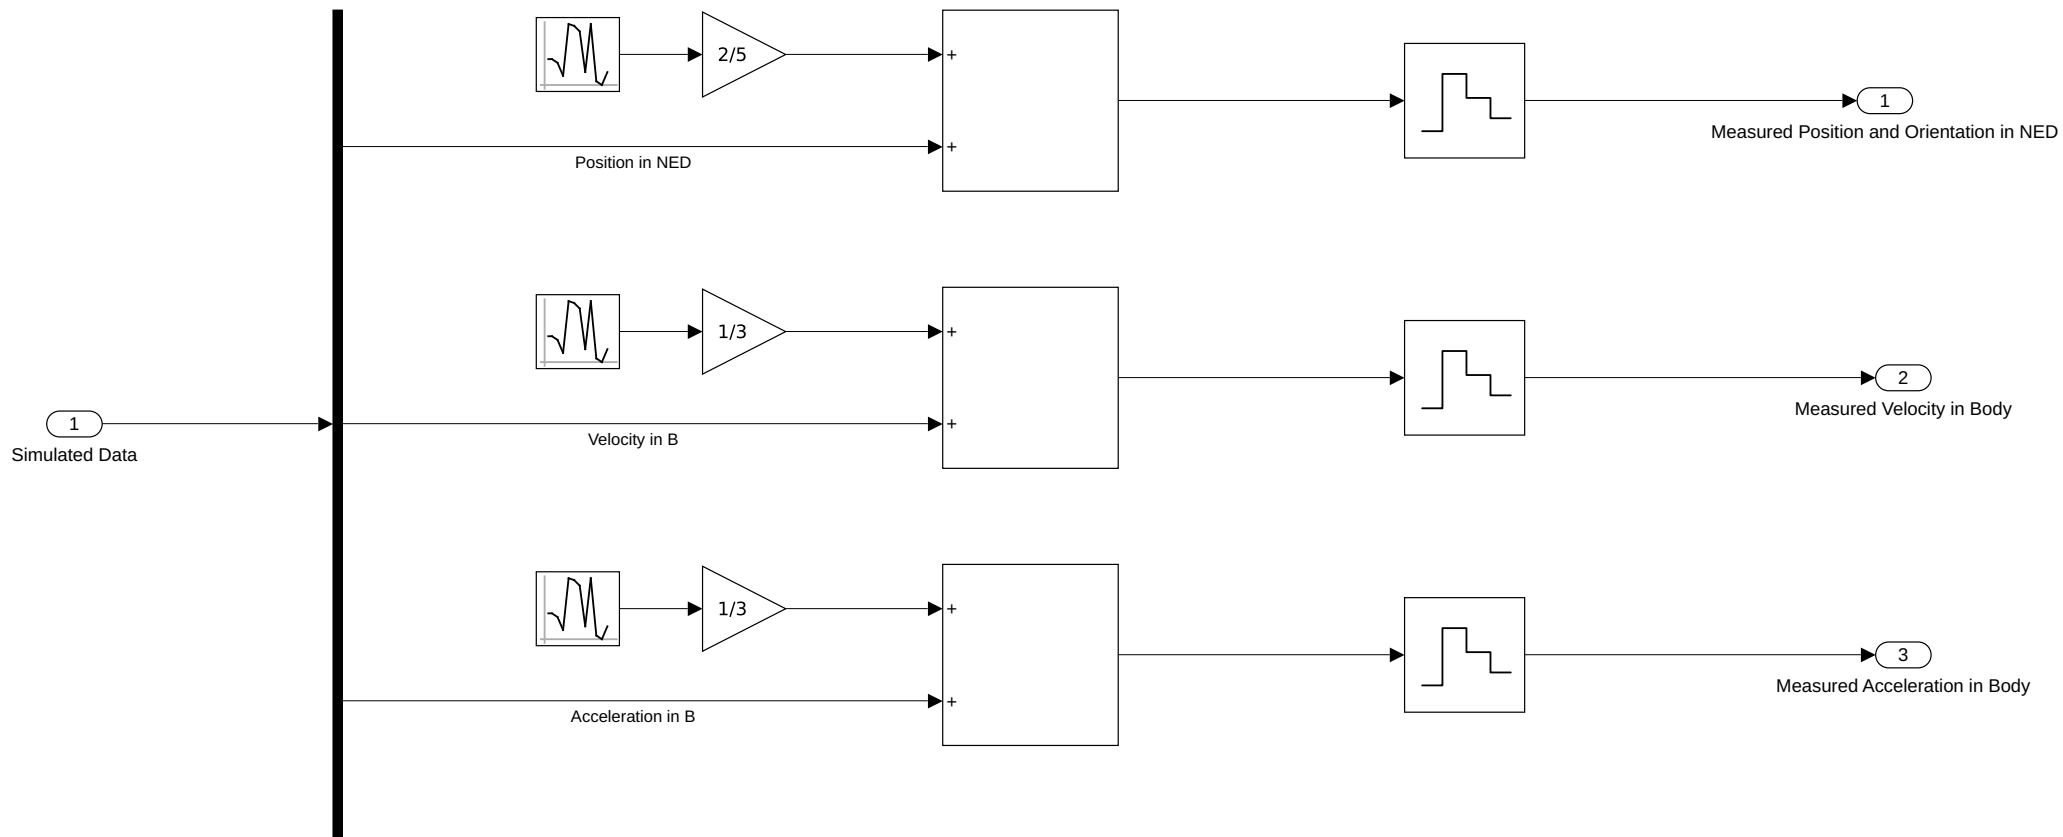 2/5
+
+
Position in NED
1
Measured Position and Orientation in NED
1/3
+
+
Velocity in B
2
Measured Velocity in Body
1
Simulated Data
1/3
+
+
Acceleration in B
3
Measured Acceleration in Body